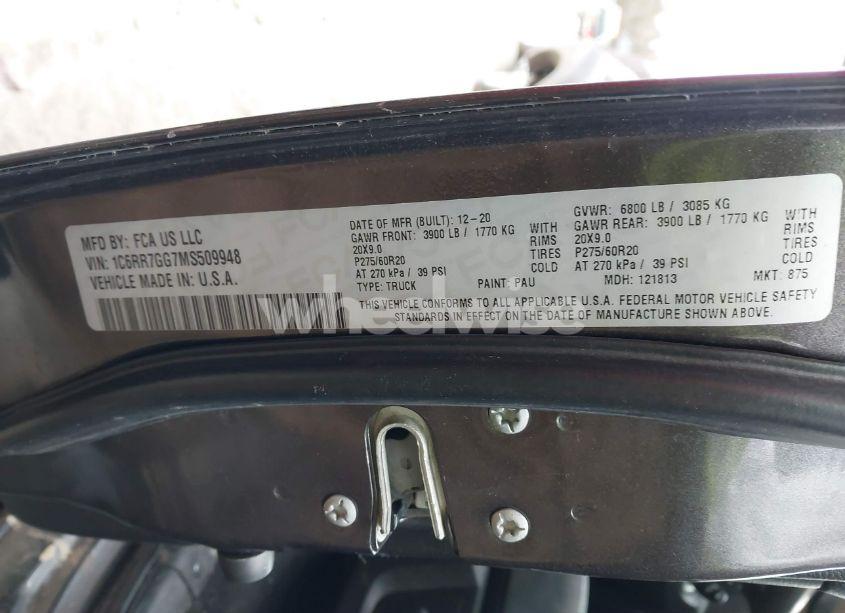 MFD BY: FCA US LLC
VIN: 1C6RR7GG7MS509948
VEHICLE MADE IN: U.S.A.
DATE OF MFR (BUILT): 12-20
GAWR FRONT: 3900 LB / 1770 KG WITH
20X9.0 RIMS
P275/60R20 TIRES
AT 270 kPa / 39 PSI COLD
TYPE: TRUCK PAINT: PAU
GVWR: 6800 LB / 3085 KG
GAWR REAR: 3900 LB / 1770 KG WITH
20X9.0 RIMS
P275/60R20 TIRES
AT 270 kPa / 39 PSI COLD
MDH: 121813 MKT: 875
THIS VEHICLE CONFORMS TO ALL APPLICABLE U.S.A. FEDERAL MOTOR VEHICLE SAFETY
STANDARDS IN EFFECT ON THE DATE OF MANUFACTURE SHOWN ABOVE.
wheelwise